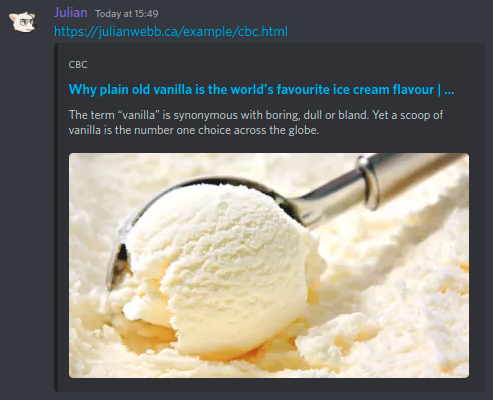 Julian Today at 15:49
https://julianwebb.ca/example/cbc.html
CBC
Why plain old vanilla is the world's favourite ice cream flavour | ...
The term “vanilla” is synonymous with boring, dull or bland. Yet a scoop of
vanilla is the number one choice across the globe.